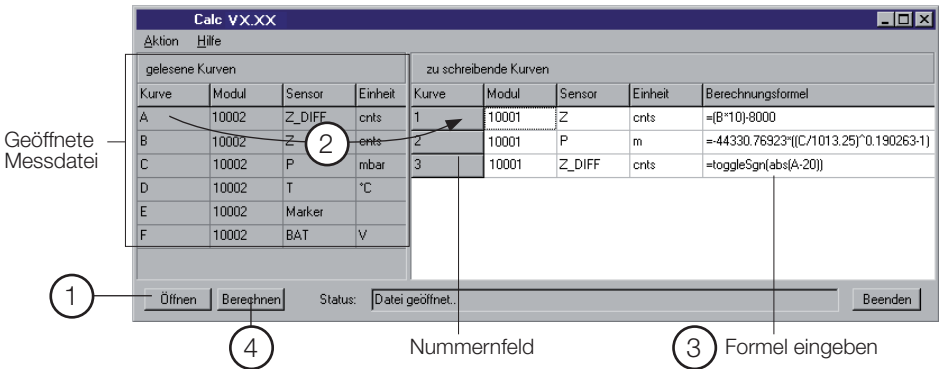 Calc VX.XX
Aktion Hilfe
gelesene Kurven zu schreibende Kurven
Kurve Modul Sensor Einheit Kurve Modul Sensor Einheit Berechnungsformel
A 10002 Z_DIFF cnts 1 10001 Z cnts =(B*10)-8000
B 10002 Z cnts 2 10001 P m =-44330.76923*((C/1013.25)^0.190263-1)
C 10002 P mbar 3 10001 Z_DIFF cnts =toggleSgn(abs(A-20))
D 10002 T °C
E 10002 Marker
F 10002 BAT V
Geöffnete
Messdatei
2
1
Öffnen Berechnen Status: Datei geöffnet.. Beenden
4 Nummernfeld 3 Formel eingeben